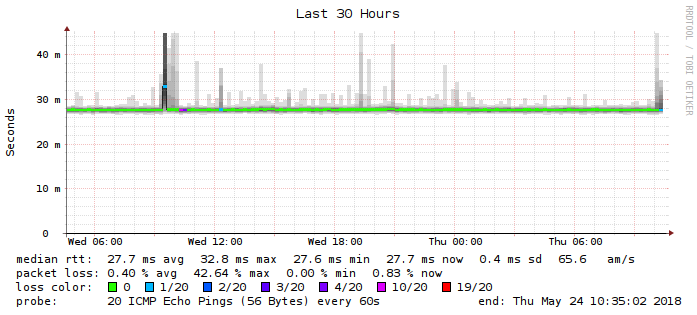 Last 30 Hours
RRDTOOL / TOBI OETIKER
Seconds
40 m
30 m
20 m
10 m
0
Wed 06:00 Wed 12:00 Wed 18:00 Thu 00:00 Thu 06:00
median rtt: 27.7 ms avg 32.8 ms max 27.6 ms min 27.7 ms now 0.4 ms sd 65.6 am/s
packet loss: 0.40 % avg 42.64 % max 0.00 % min 0.83 % now
loss color: 0 1/20 2/20 3/20 4/20 10/20 19/20
probe: 20 ICMP Echo Pings (56 Bytes) every 60s end: Thu May 24 10:35:02 2018